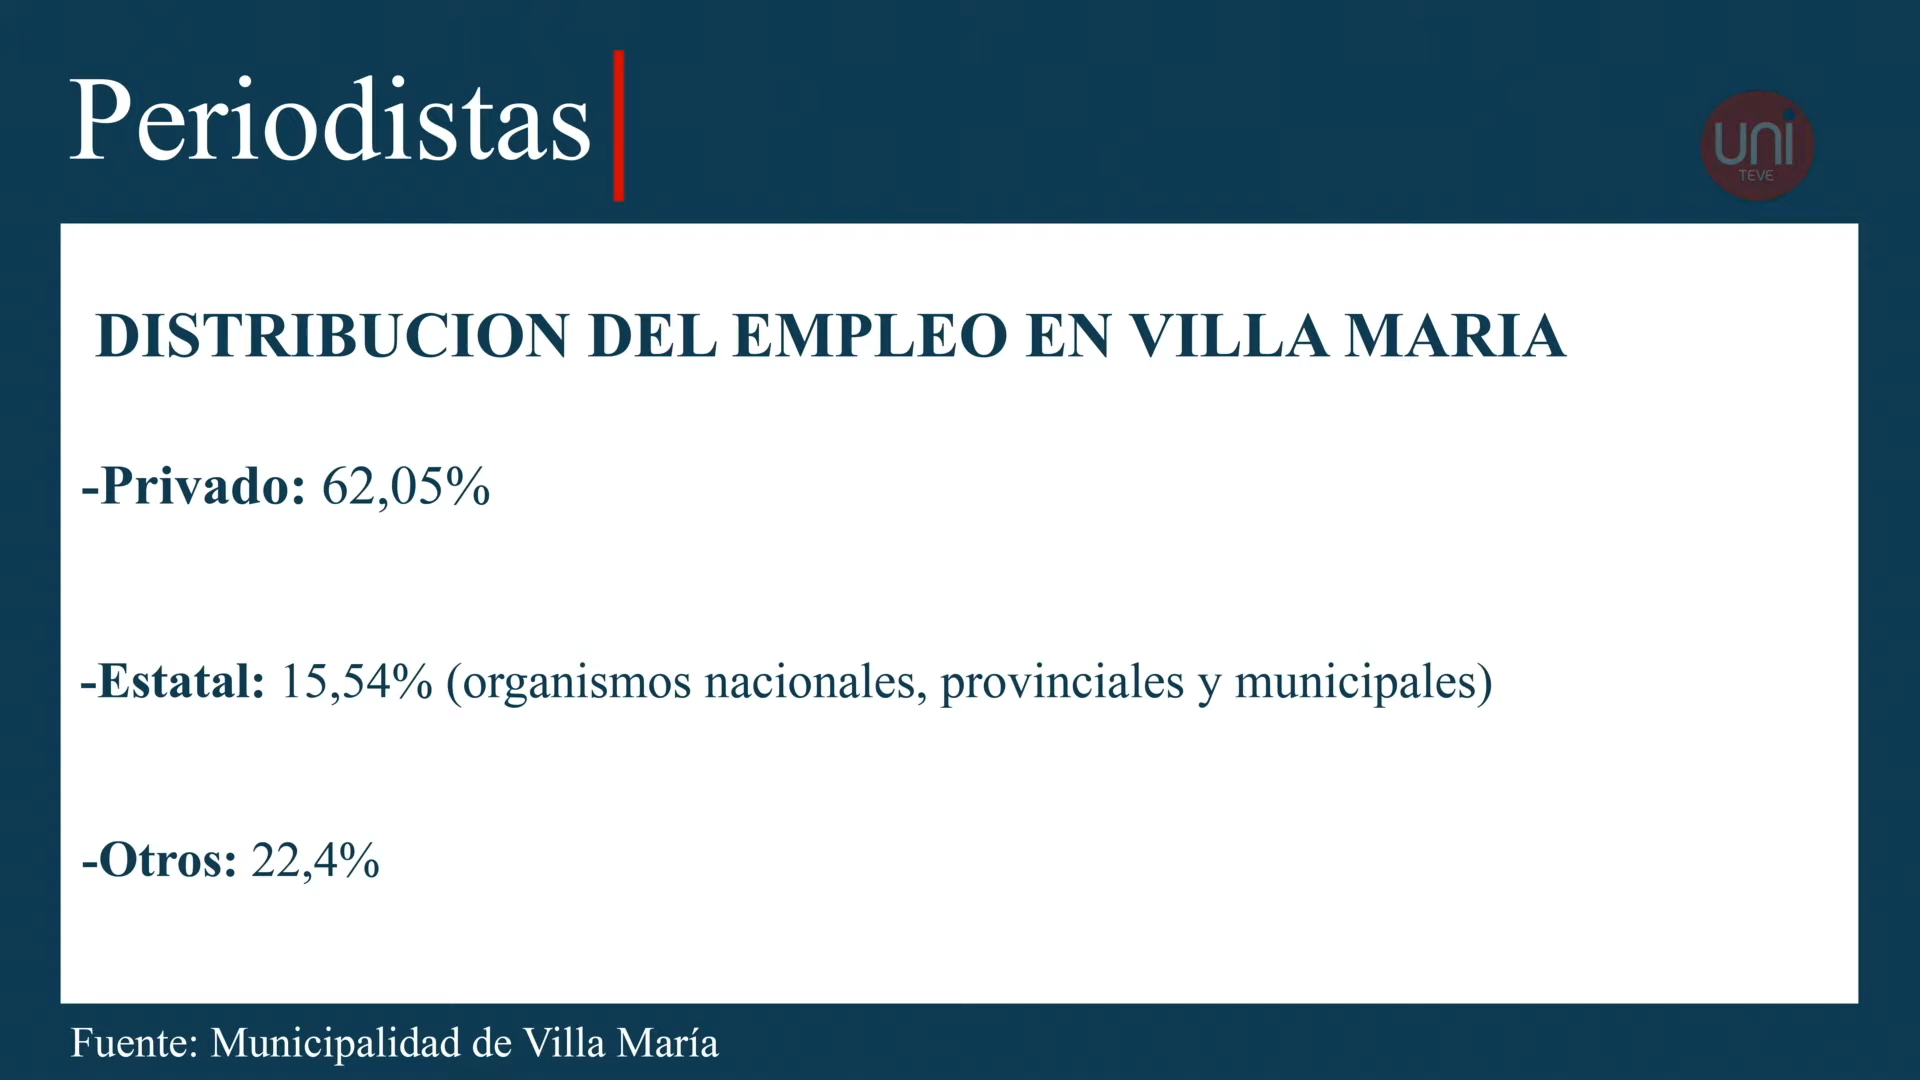 Periodistas
uni
TEVE
DISTRIBUCION DEL EMPLEO EN VILLA MARIA
-Privado: 62,05%
-Estatal: 15,54% (organismos nacionales, provinciales y municipales)
-Otros: 22,4%
Fuente: Municipalidad de Villa María